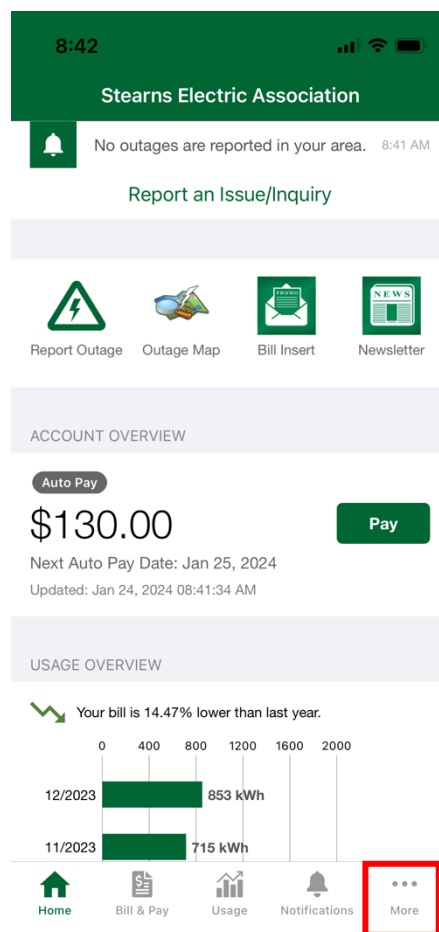 8:42
Stearns Electric Association
No outages are reported in your area. 8:41 AM
Report an Issue/Inquiry
PROMO
NEWS
Report Outage Outage Map Bill Insert Newsletter
ACCOUNT OVERVIEW
Auto Pay
$130.00
Pay
Next Auto Pay Date: Jan 25, 2024
Updated: Jan 24, 2024 08:41:34 AM
USAGE OVERVIEW
Your bill is 14.47% lower than last year.
0 400 800 1200 1600 2000
12/2023 853 kWh
11/2023 715 kWh
Home Bill & Pay Usage Notifications More